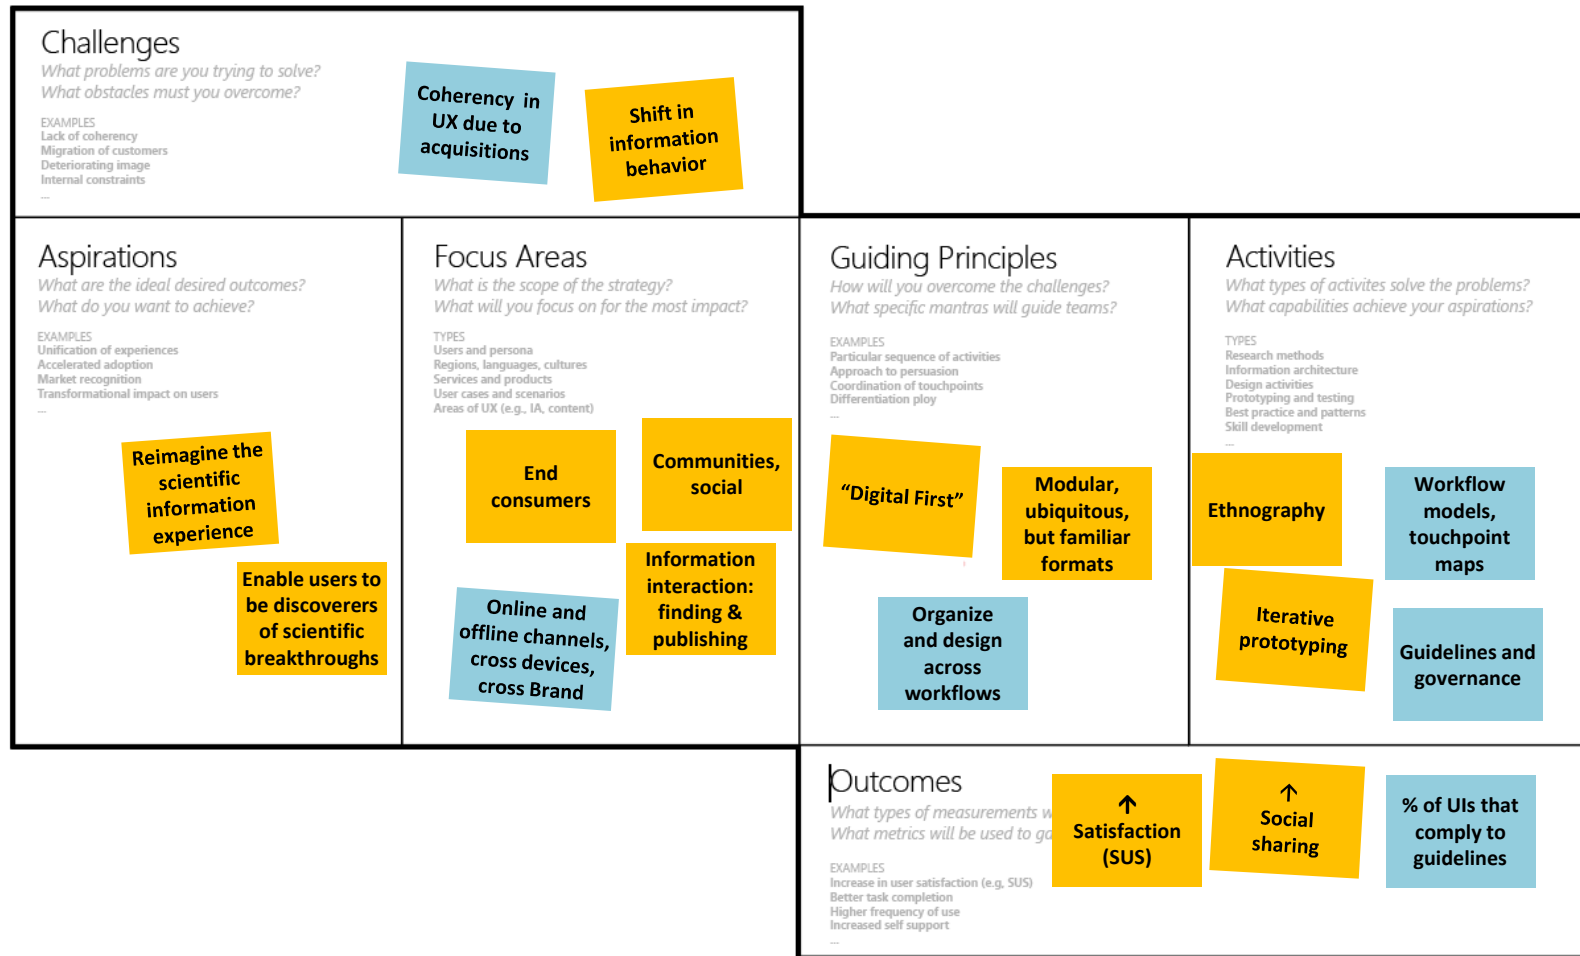 Challenges
What problems are you trying to solve?
What obstacles must you overcome?
EXAMPLES
Lack of coherency
Migration of customers
Deteriorating image
Internal constraints
...
Coherency in
UX due to
acquisitions
Shift in
information
behavior
Aspirations
What are the ideal desired outcomes?
What do you want to achieve?
EXAMPLES
Unification of experiences
Accelerated adoption
Market recognition
Transformational impact on users
...
Reimagine the
scientific
information
experience
Enable users to
be discoverers
of scientific
breakthroughs
Focus Areas
What is the scope of the strategy?
What will you focus on for the most impact?
TYPES
Users and persona
Regions, languages, cultures
Services and products
User cases and scenarios
Areas of UX (e.g., IA, content)
End
consumers
Communities,
social
Information
interaction:
finding &
publishing
Online and
offline channels,
cross devices,
cross Brand
Guiding Principles
How will you overcome the challenges?
What specific mantras will guide teams?
EXAMPLES
Particular sequence of activities
Approach to persuasion
Coordination of touchpoints
Differentiation ploy
...
“Digital First”
Modular,
ubiquitous,
but familiar
formats
Organize
and design
across
workflows
Activities
What types of activites solve the problems?
What capabilities achieve your aspirations?
TYPES
Research methods
Information architecture
Design activities
Prototyping and testing
Best practice and patterns
Skill development
...
Ethnography
Workflow
models,
touchpoint
maps
Iterative
prototyping
Guidelines and
governance
Outcomes
What types of measurements
What metrics will be used to
EXAMPLES
Increase in user satisfaction (e.g, SUS)
Better task completion
Higher frequency of use
Increased self support
...
↑
Satisfaction
(SUS)
↑
Social
sharing
% of UIs that
comply to
guidelines